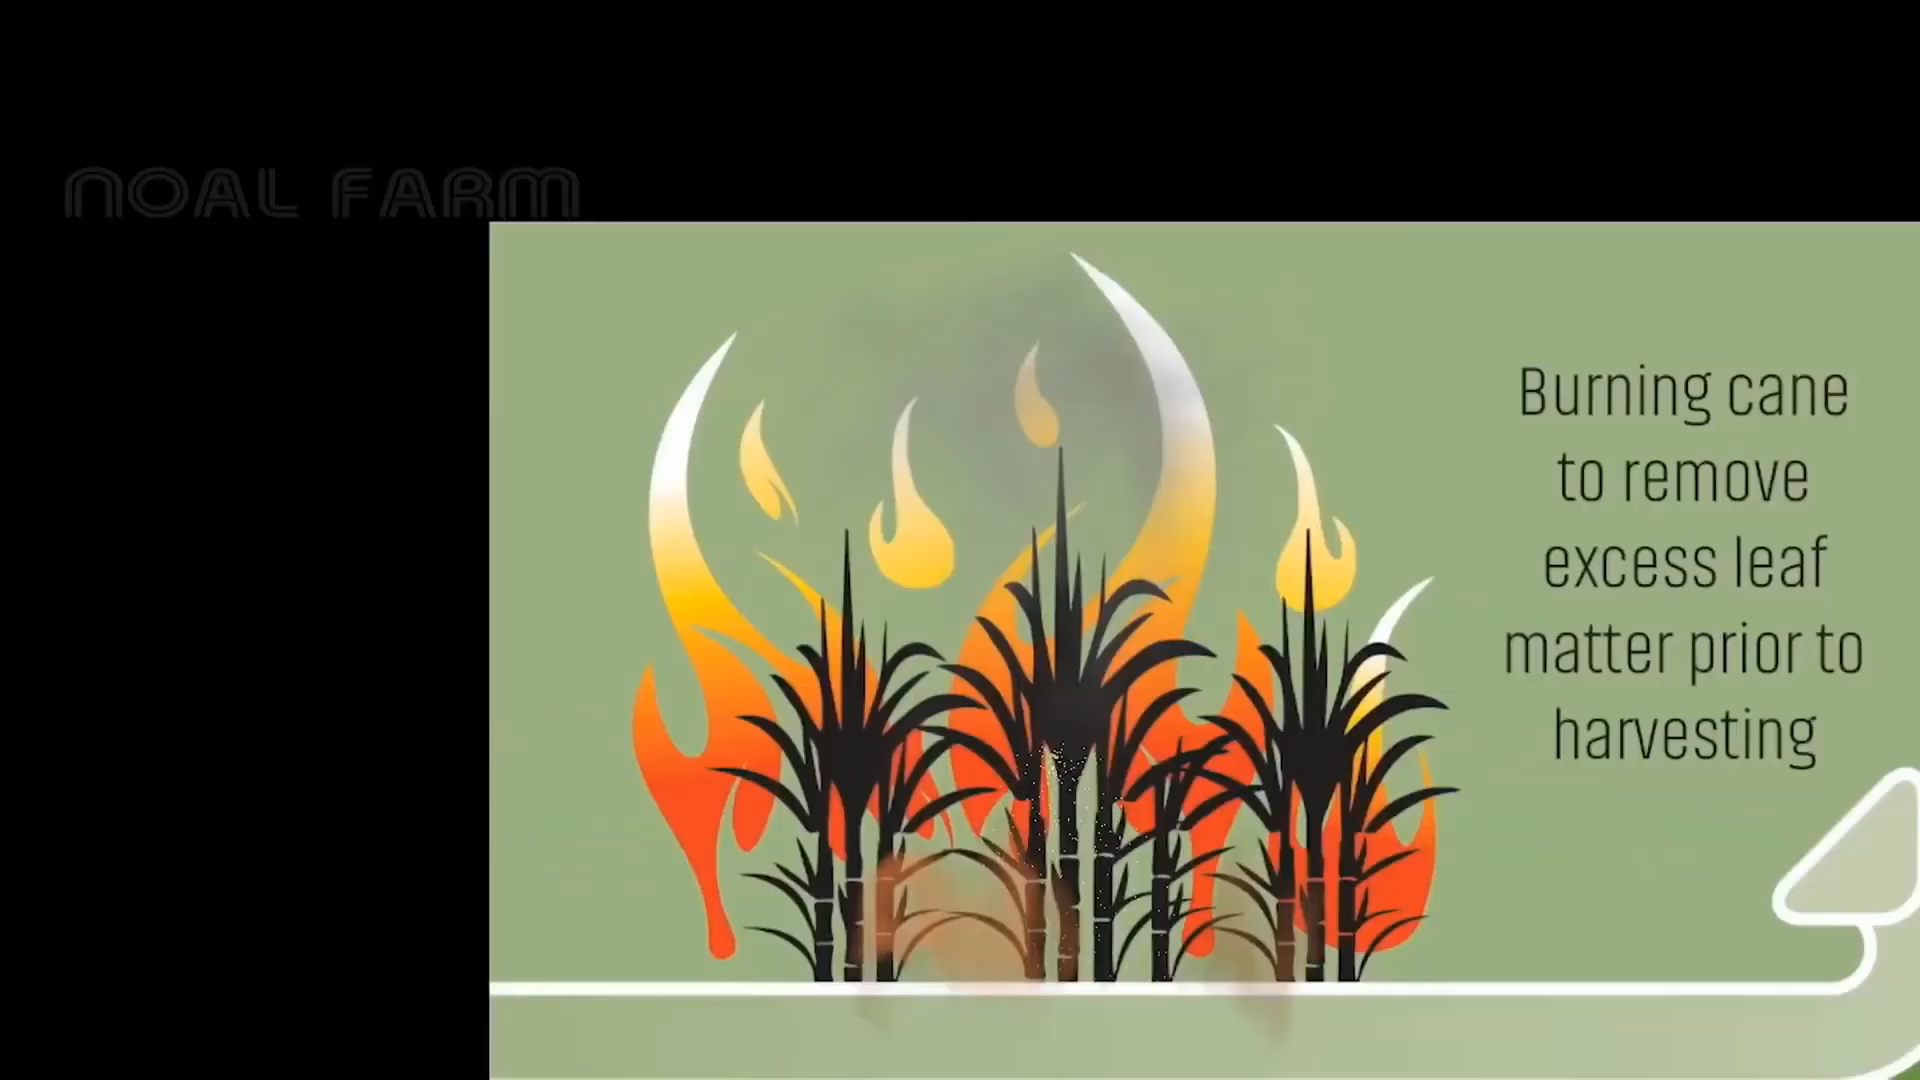 NOAL FARM
Burning cane
to remove
excess leaf
matter prior to
harvesting